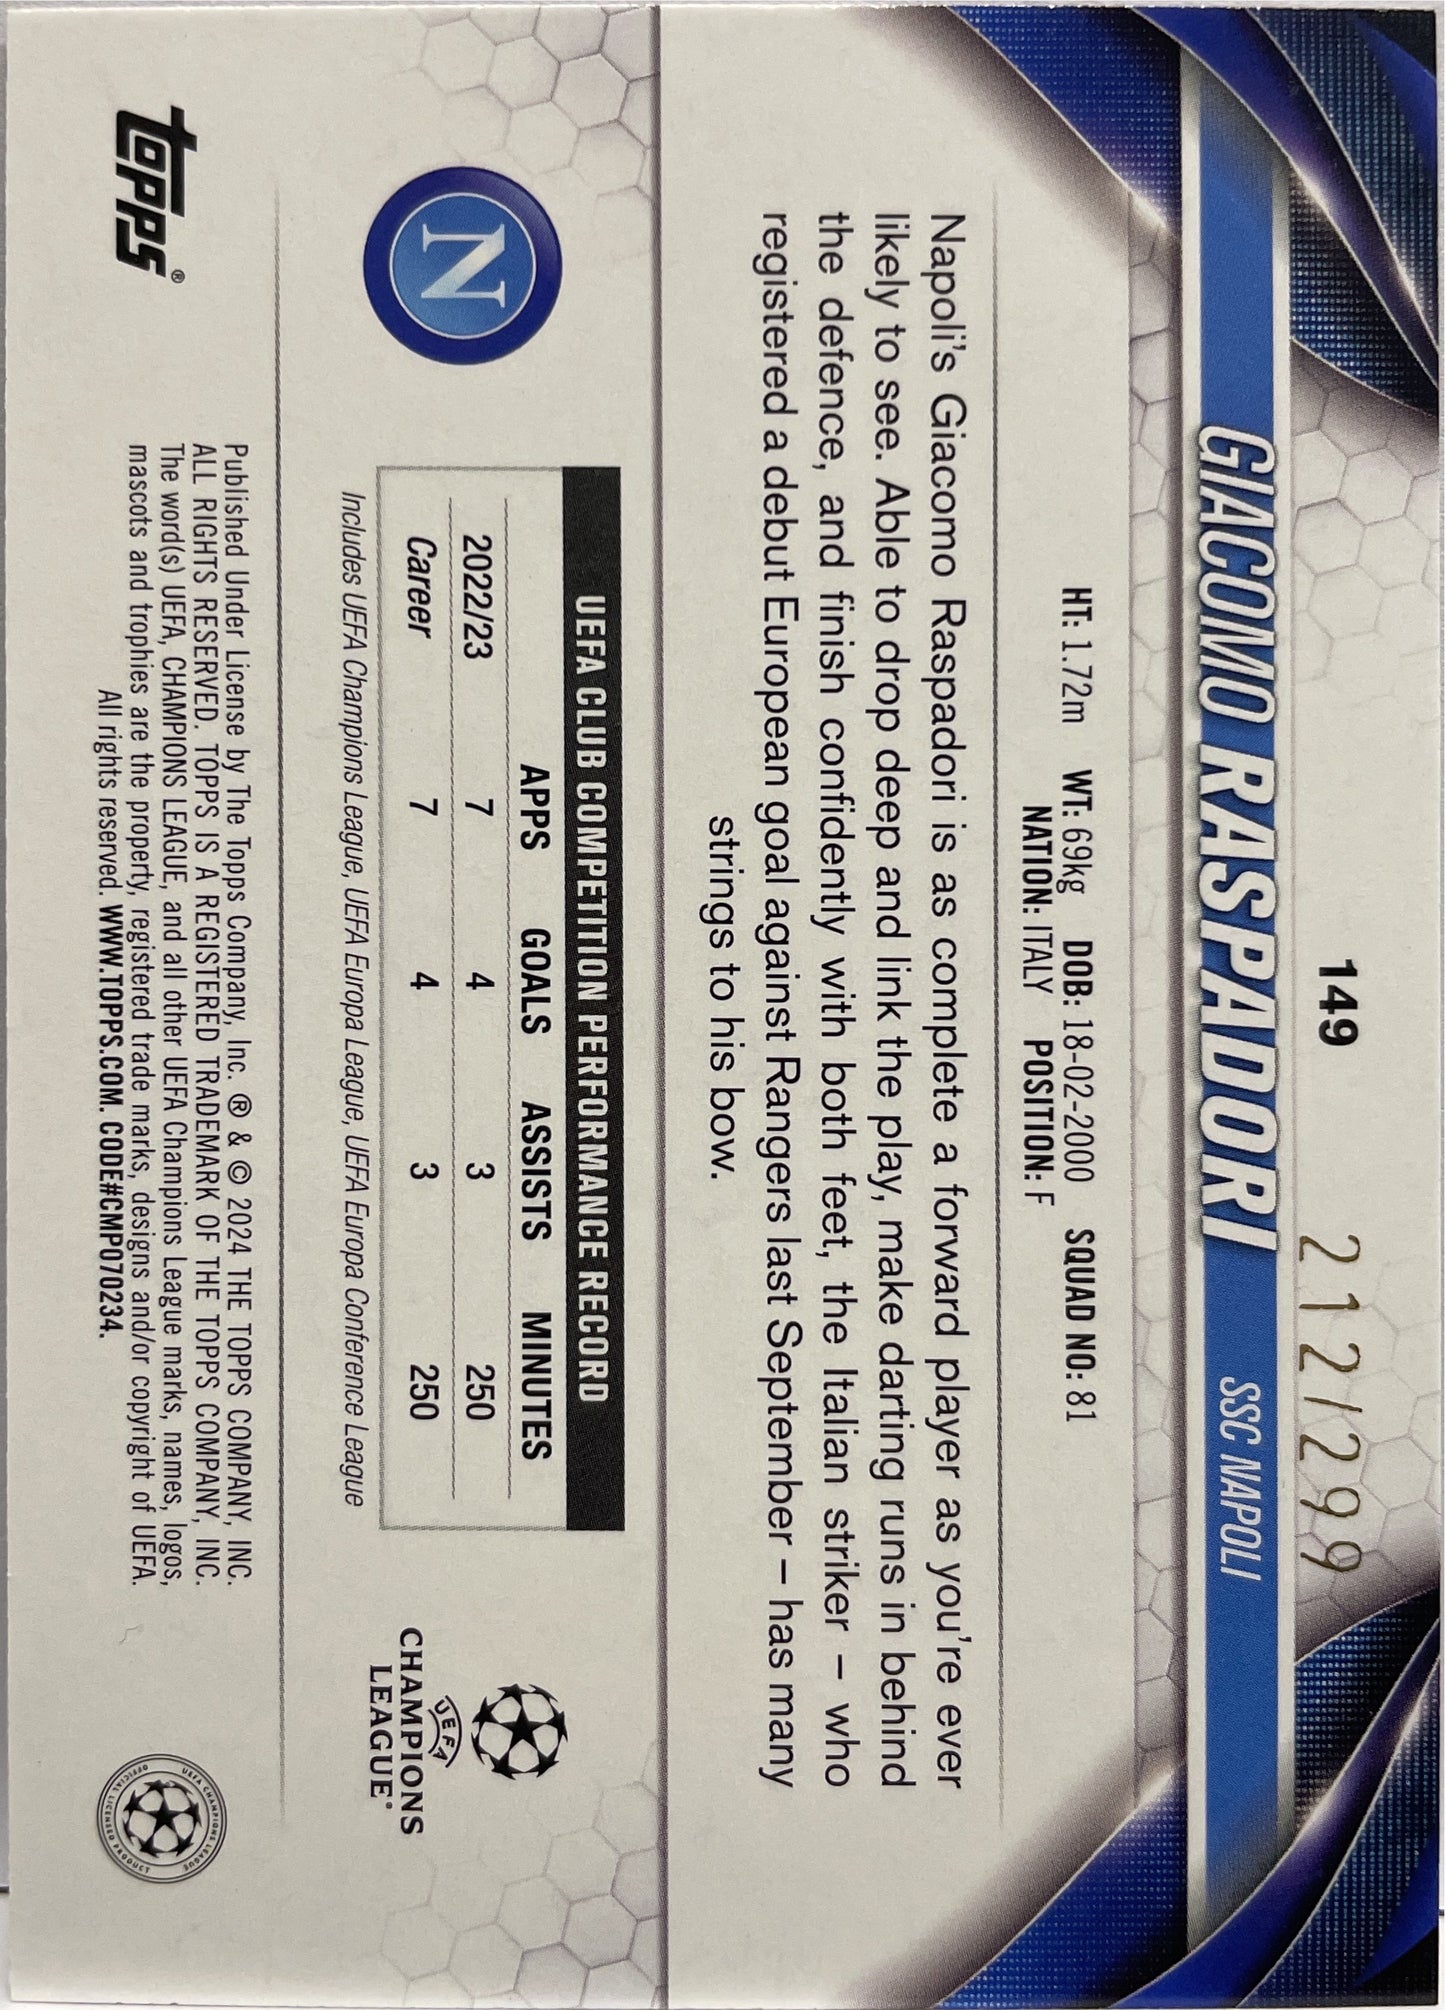 149
212/299
GIACOMO RASPADORI SSC NAPOLI
HT: 1.72m WT: 69kg DOB: 18-02-2000 SQUAD NO: 81
NATION: ITALY POSITION: F
Napoli's Giacomo Raspadori is as complete a forward player as you're ever
likely to see. Able to drop deep and link the play, make darting runs in behind
the defence, and finish confidently with both feet, the Italian striker – who
registered a debut European goal against Rangers last September – has many
strings to his bow.
N
UEFA CLUB COMPETITION PERFORMANCE RECORD
APPS GOALS ASSISTS MINUTES
2022/23 7 4 3 250
Career 7 4 3 250
Includes UEFA Champions League, UEFA Europa League, UEFA Europa Conference League
UEFA
CHAMPIONS
LEAGUE®
TOPPS®
Published Under License by The Topps Company, Inc. ® & © 2024 THE TOPPS COMPANY, INC.
ALL RIGHTS RESERVED. TOPPS IS A REGISTERED TRADEMARK OF THE TOPPS COMPANY, INC.
The word(s) UEFA, CHAMPIONS LEAGUE, and all other UEFA Champions League marks, names, logos,
mascots and trophies are the property, registered trade marks, designs and/or copyright of UEFA.
All rights reserved. WWW.TOPPS.COM. CODE#CMP070234.
UEFA CHAMPIONS LEAGUE
OFFICIAL LICENSED PRODUCT